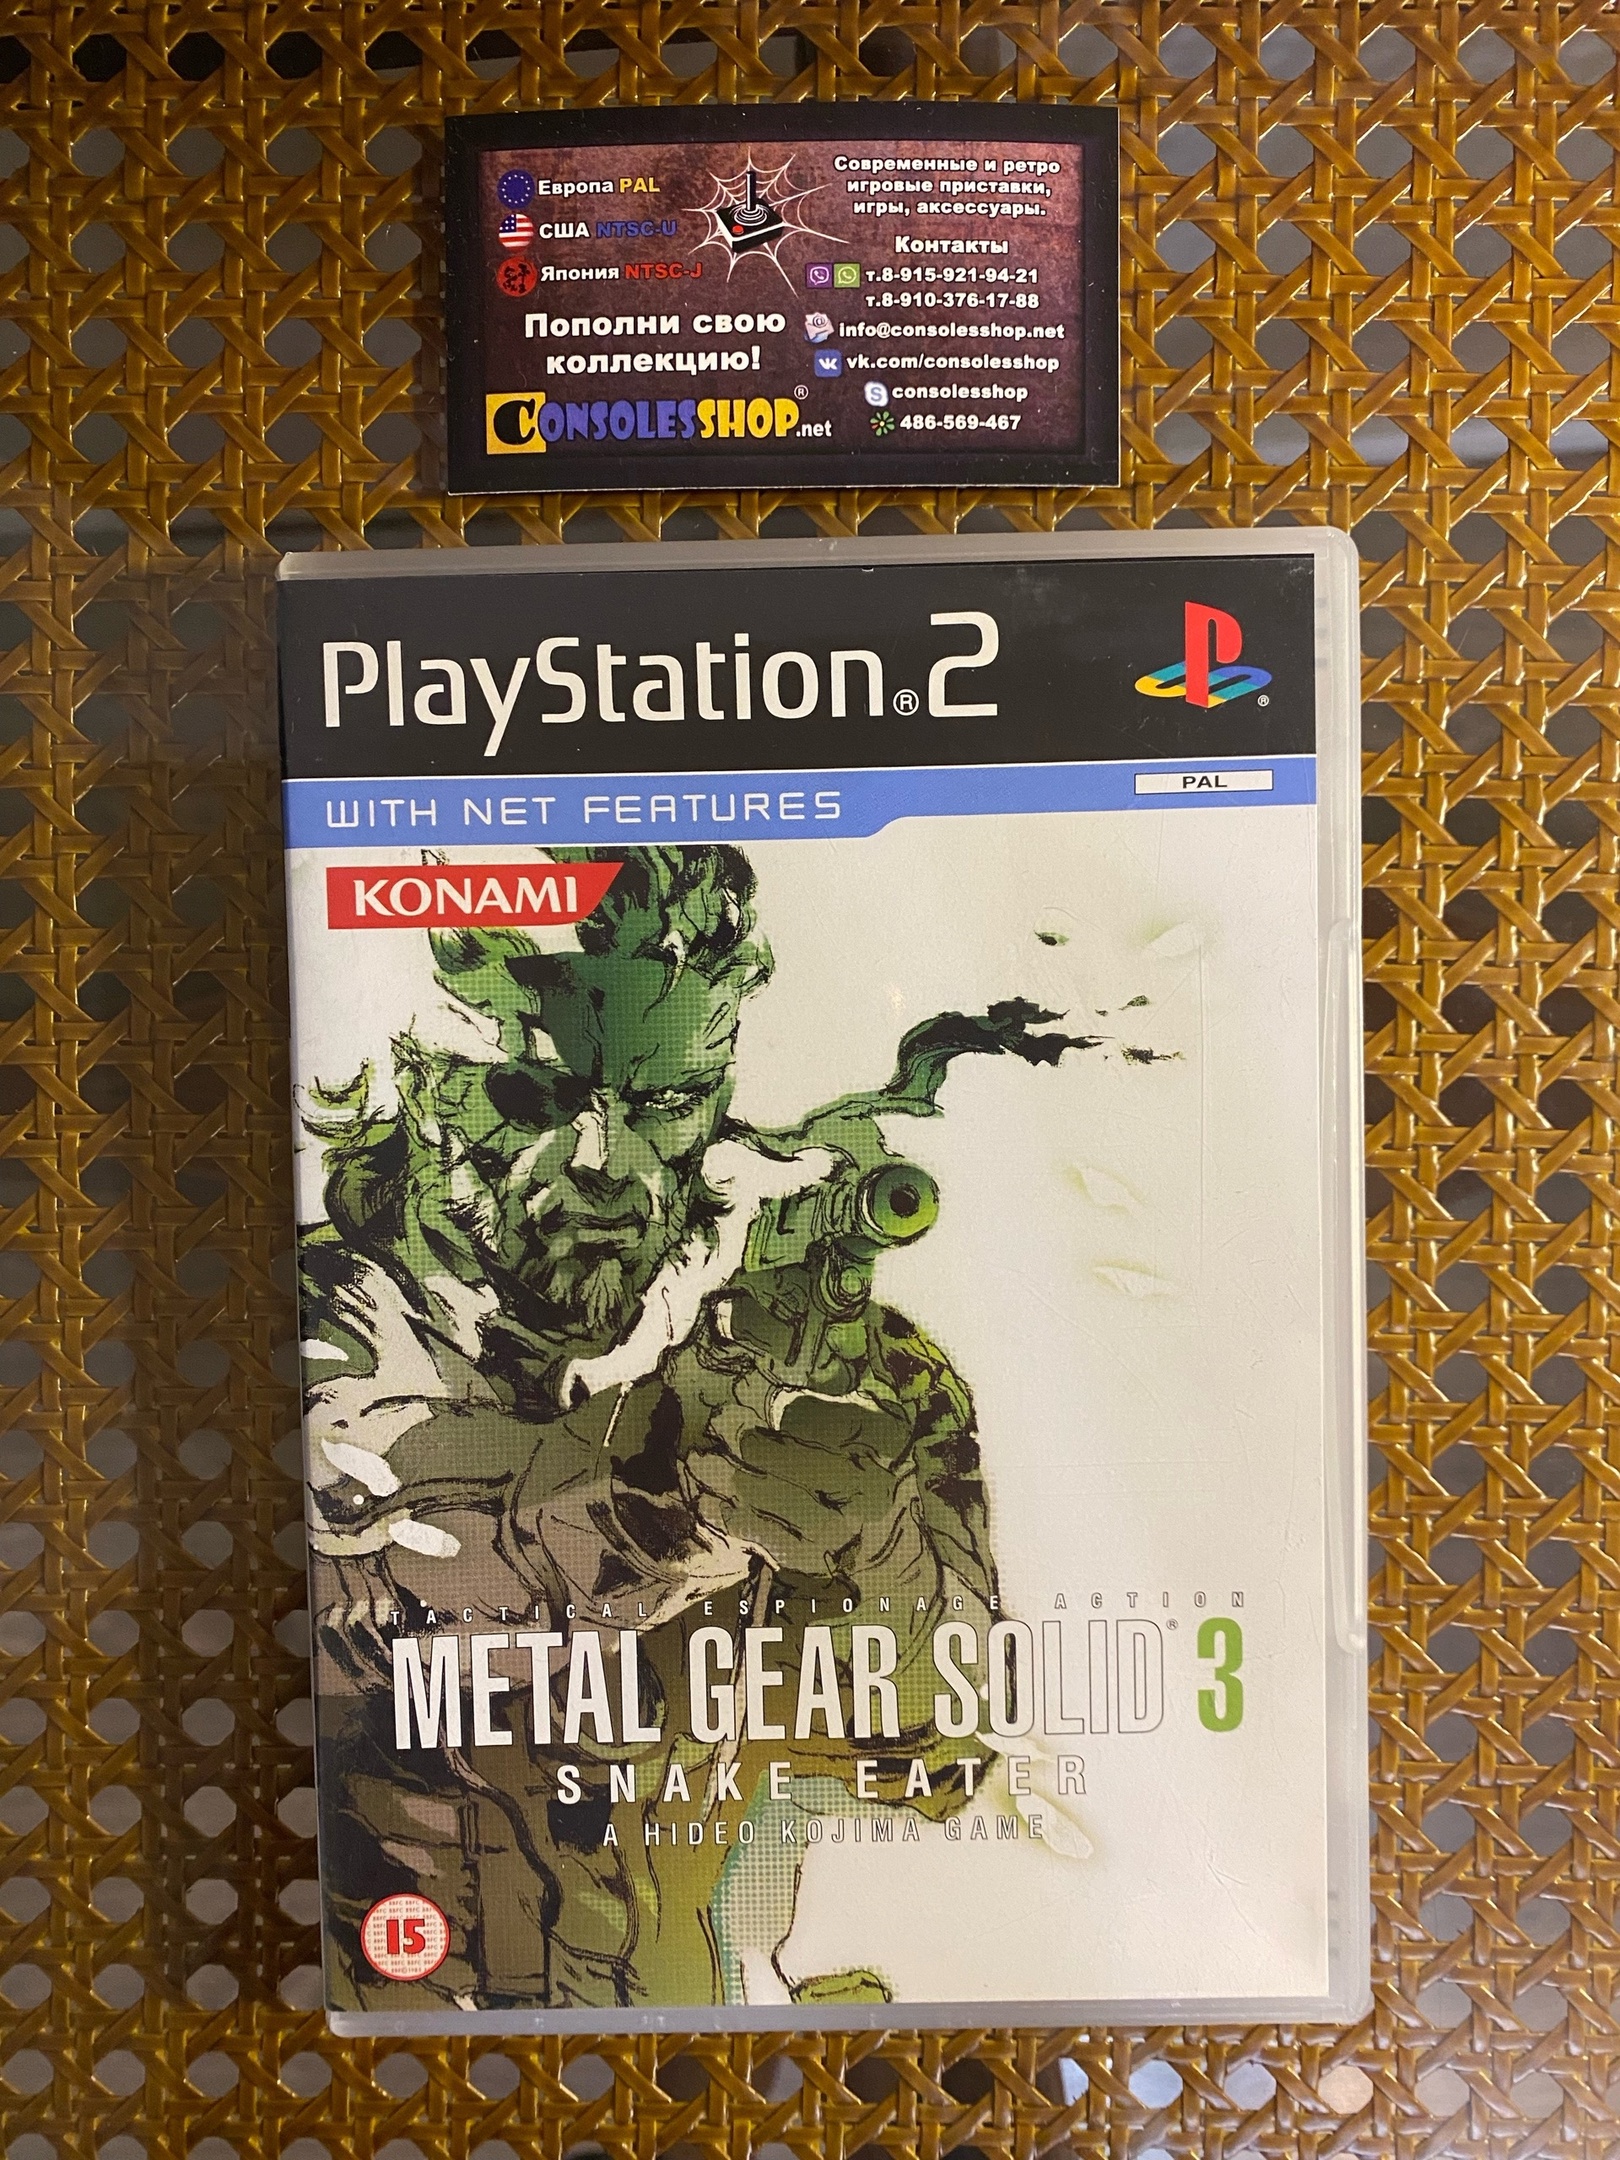 Европа PAL
США NTSC-U
Япония NTSC-J
Пополни свою
коллекцию!
CONSOLESSHOP.net ®
Современные и ретро
игровые приставки,
игры, аксессуары.
Контакты
т.8-915-921-94-21
т.8-910-376-17-88
info@consolesshop.net
vk.com/consolesshop
consolesshop
486-569-467
PlayStation®2
®
PAL
WITH NET FEATURES
KONAMI
TACTICAL ESPIONAGE ACTION
METAL GEAR SOLID® 3
SNAKE EATER
A HIDEO KOJIMA GAME
15